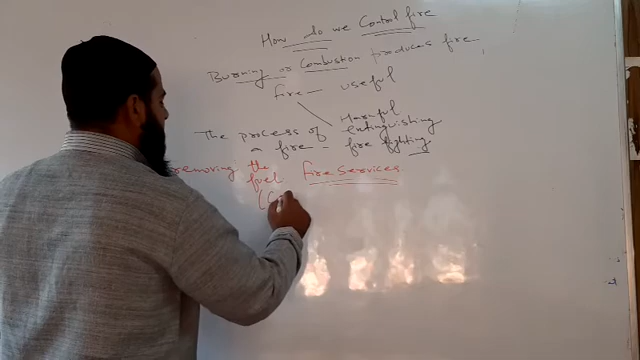 How do we Control fire
Burning or Combustion produces fire.
fire — useful
Harmful
The process of extinguishing
a fire - fire fighting
removing the fire services
fuel
(C